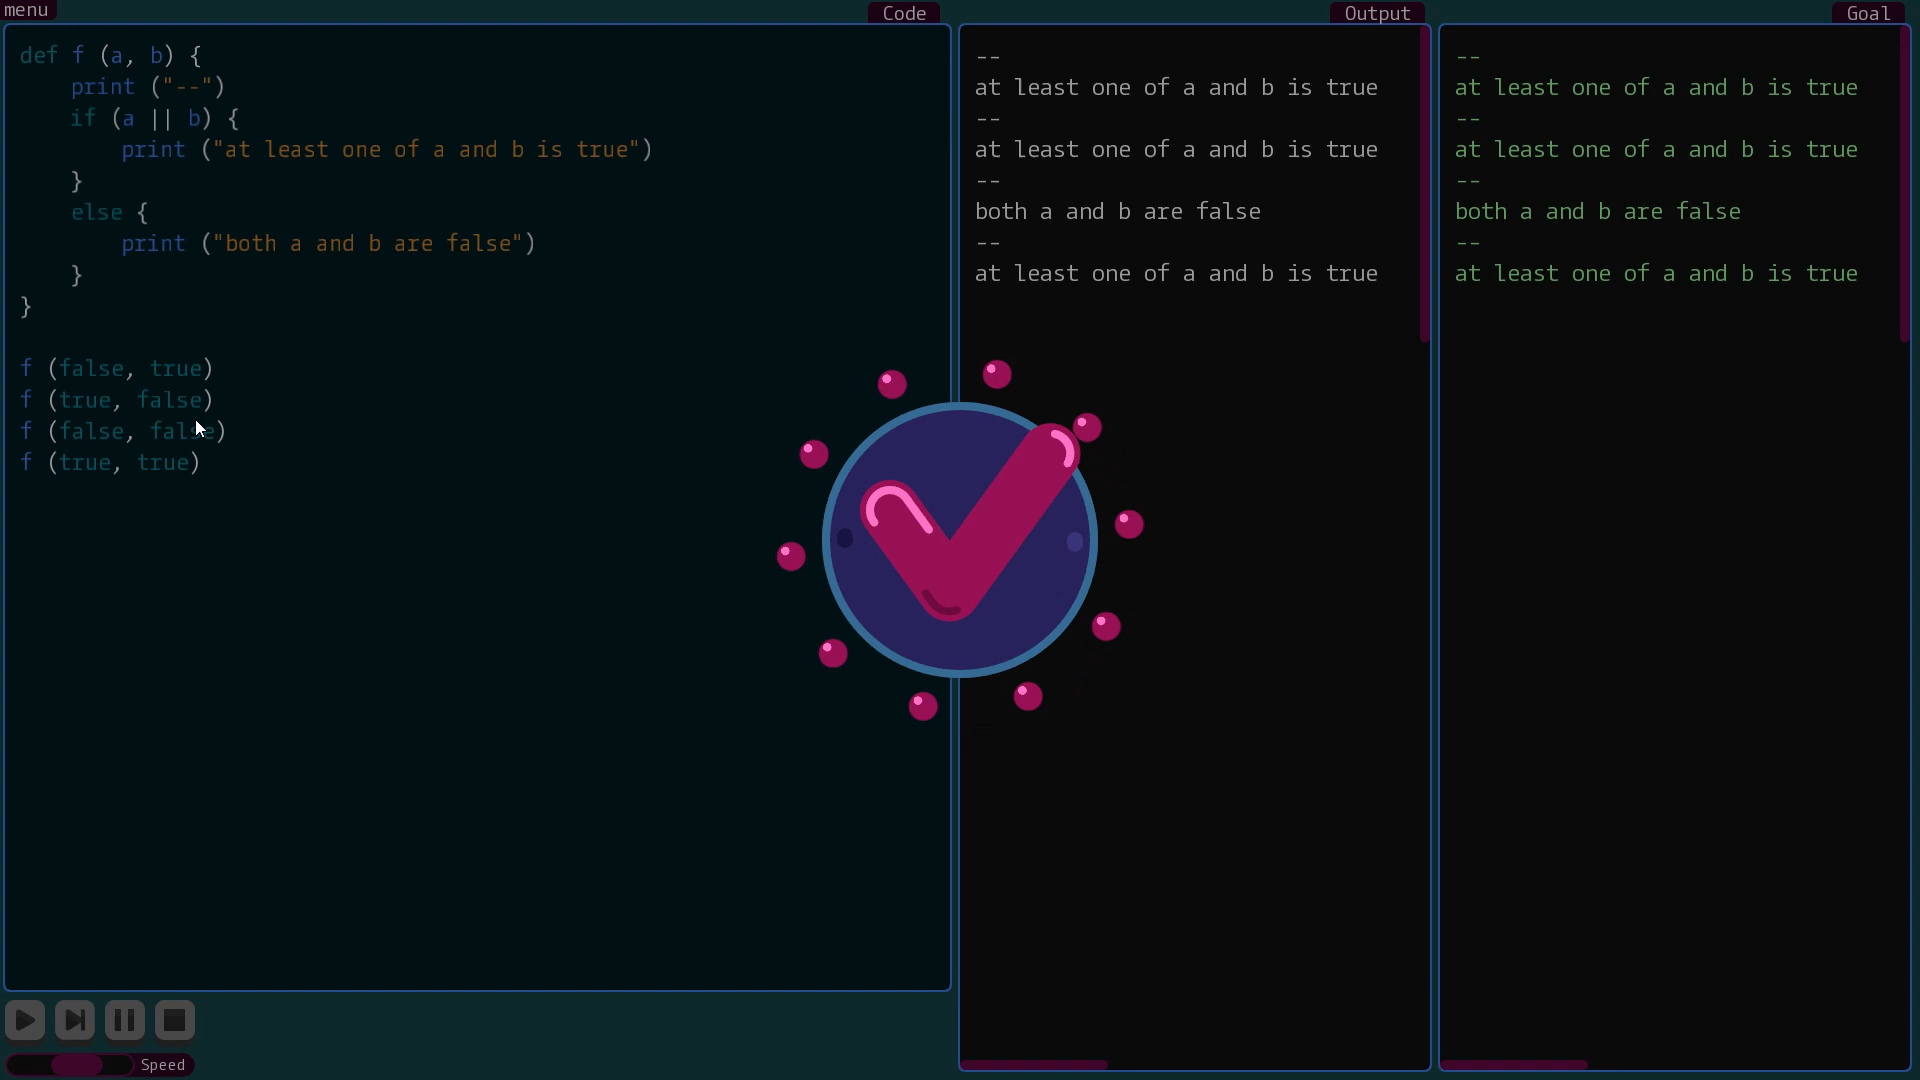 menu
Code
Output
Goal
def f (a, b) {
    print ("--")
    if (a || b) {
        print ("at least one of a and b is true")
    }
    else {
        print ("both a and b are false")
    }
}

f (false, true)
f (true, false)
f (false, false)
f (true, true)
--
at least one of a and b is true
--
at least one of a and b is true
--
both a and b are false
--
at least one of a and b is true
--
at least one of a and b is true
--
at least one of a and b is true
--
both a and b are false
--
at least one of a and b is true
Speed